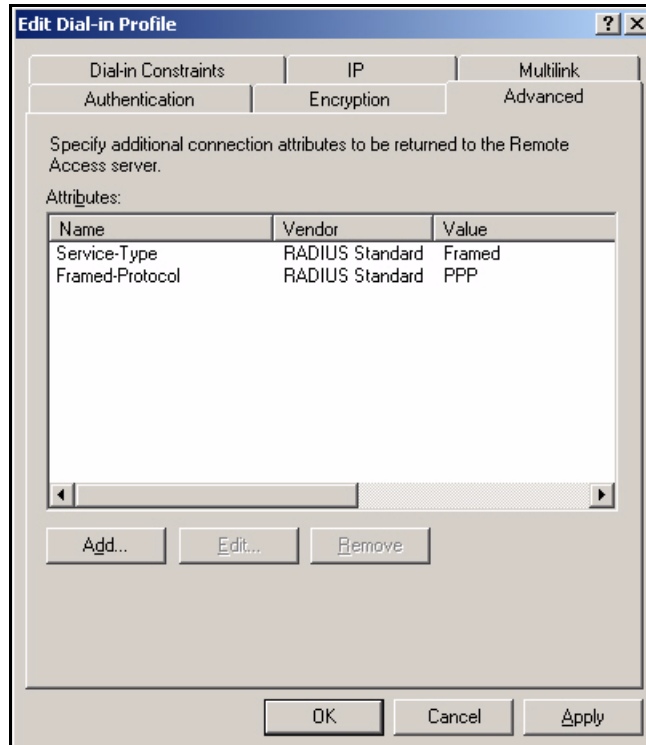 Edit Dial-in Profile
Dial-in Constraints IP Multilink
Authentication Encryption Advanced
Specify additional connection attributes to be returned to the Remote
Access server.
Attributes:
Name Vendor Value
Service-Type RADIUS Standard Framed
Framed-Protocol RADIUS Standard PPP
Add... Edit... Remove
OK Cancel Apply